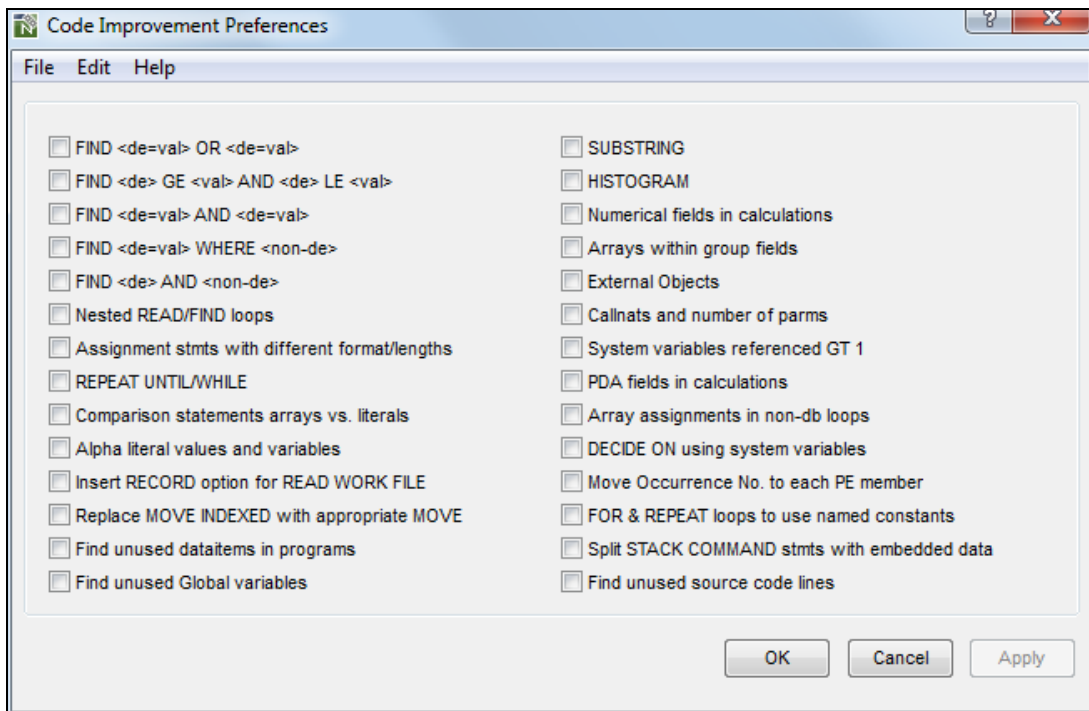 Code Improvement Preferences
File Edit Help
FIND <de=val> OR <de=val>
FIND <de> GE <val> AND <de> LE <val>
FIND <de=val> AND <de=val>
FIND <de=val> WHERE <non-de>
FIND <de> AND <non-de>
Nested READ/FIND loops
Assignment stmts with different format/lengths
REPEAT UNTIL/WHILE
Comparison statements arrays vs. literals
Alpha literal values and variables
Insert RECORD option for READ WORK FILE
Replace MOVE INDEXED with appropriate MOVE
Find unused dataitems in programs
Find unused Global variables
SUBSTRING
HISTOGRAM
Numerical fields in calculations
Arrays within group fields
External Objects
Callnats and number of parms
System variables referenced GT 1
PDA fields in calculations
Array assignments in non-db loops
DECIDE ON using system variables
Move Occurrence No. to each PE member
FOR & REPEAT loops to use named constants
Split STACK COMMAND stmts with embedded data
Find unused source code lines
OK Cancel Apply